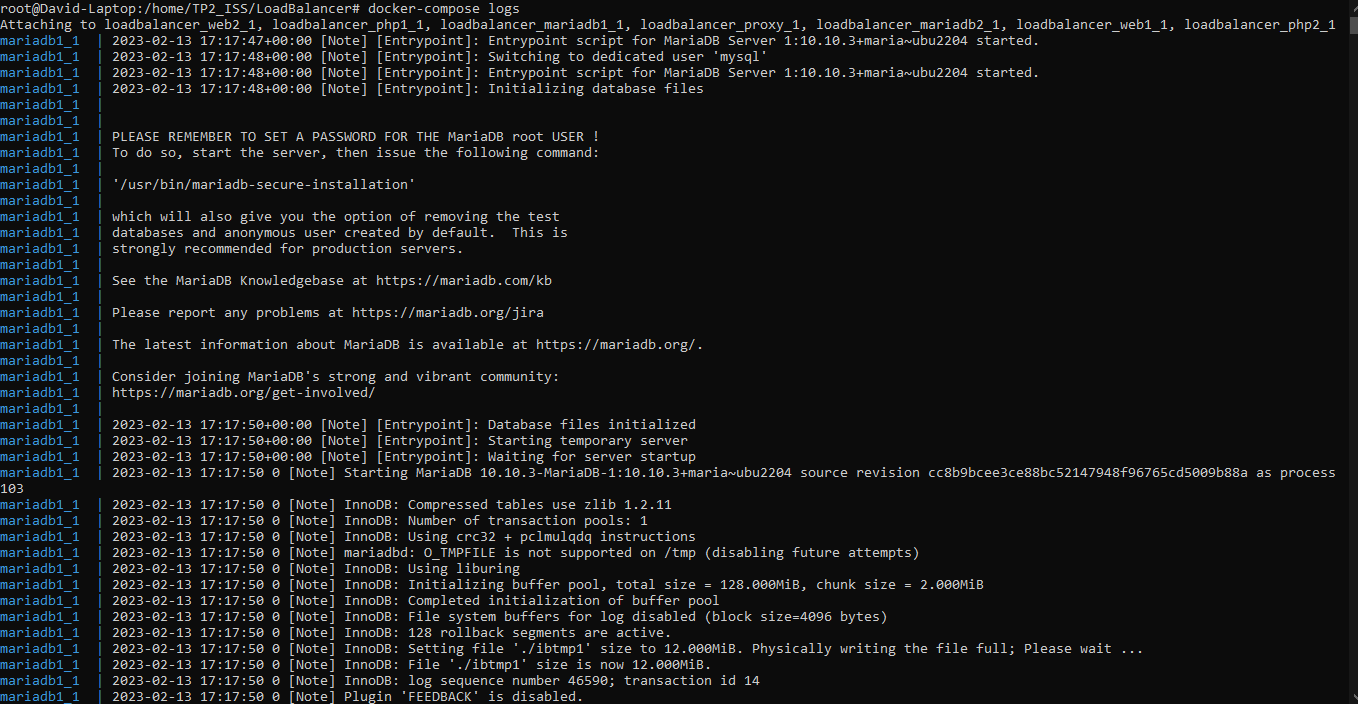 root@David-Laptop:/home/TP2_ISS/LoadBalancer# docker-compose logs
Attaching to loadbalancer_web2_1, loadbalancer_php1_1, loadbalancer_mariadb1_1, loadbalancer_proxy_1, loadbalancer_mariadb2_1, loadbalancer_web1_1, loadbalancer_php2_1
mariadb1_1  | 2023-02-13 17:17:47+00:00 [Note] [Entrypoint]: Entrypoint script for MariaDB Server 1:10.10.3+maria~ubu2204 started.
mariadb1_1  | 2023-02-13 17:17:48+00:00 [Note] [Entrypoint]: Switching to dedicated user 'mysql'
mariadb1_1  | 2023-02-13 17:17:48+00:00 [Note] [Entrypoint]: Entrypoint script for MariaDB Server 1:10.10.3+maria~ubu2204 started.
mariadb1_1  | 2023-02-13 17:17:48+00:00 [Note] [Entrypoint]: Initializing database files
mariadb1_1  |
mariadb1_1  |
mariadb1_1  | PLEASE REMEMBER TO SET A PASSWORD FOR THE MariaDB root USER !
mariadb1_1  | To do so, start the server, then issue the following command:
mariadb1_1  |
mariadb1_1  | '/usr/bin/mariadb-secure-installation'
mariadb1_1  |
mariadb1_1  | which will also give you the option of removing the test
mariadb1_1  | databases and anonymous user created by default.  This is
mariadb1_1  | strongly recommended for production servers.
mariadb1_1  |
mariadb1_1  | See the MariaDB Knowledgebase at https://mariadb.com/kb
mariadb1_1  |
mariadb1_1  | Please report any problems at https://mariadb.org/jira
mariadb1_1  |
mariadb1_1  | The latest information about MariaDB is available at https://mariadb.org/.
mariadb1_1  |
mariadb1_1  | Consider joining MariaDB's strong and vibrant community:
mariadb1_1  | https://mariadb.org/get-involved/
mariadb1_1  |
mariadb1_1  | 2023-02-13 17:17:50+00:00 [Note] [Entrypoint]: Database files initialized
mariadb1_1  | 2023-02-13 17:17:50+00:00 [Note] [Entrypoint]: Starting temporary server
mariadb1_1  | 2023-02-13 17:17:50+00:00 [Note] [Entrypoint]: Waiting for server startup
mariadb1_1  | 2023-02-13 17:17:50 0 [Note] Starting MariaDB 10.10.3-MariaDB-1:10.10.3+maria~ubu2204 source revision cc8b9bcee3ce88bc52147948f96765cd5009b88a as process
103
mariadb1_1  | 2023-02-13 17:17:50 0 [Note] InnoDB: Compressed tables use zlib 1.2.11
mariadb1_1  | 2023-02-13 17:17:50 0 [Note] InnoDB: Number of transaction pools: 1
mariadb1_1  | 2023-02-13 17:17:50 0 [Note] InnoDB: Using crc32 + pclmulqdq instructions
mariadb1_1  | 2023-02-13 17:17:50 0 [Note] mariadbd: O_TMPFILE is not supported on /tmp (disabling future attempts)
mariadb1_1  | 2023-02-13 17:17:50 0 [Note] InnoDB: Using liburing
mariadb1_1  | 2023-02-13 17:17:50 0 [Note] InnoDB: Initializing buffer pool, total size = 128.000MiB, chunk size = 2.000MiB
mariadb1_1  | 2023-02-13 17:17:50 0 [Note] InnoDB: Completed initialization of buffer pool
mariadb1_1  | 2023-02-13 17:17:50 0 [Note] InnoDB: File system buffers for log disabled (block size=4096 bytes)
mariadb1_1  | 2023-02-13 17:17:50 0 [Note] InnoDB: 128 rollback segments are active.
mariadb1_1  | 2023-02-13 17:17:50 0 [Note] InnoDB: Setting file './ibtmp1' size to 12.000MiB. Physically writing the file full; Please wait ...
mariadb1_1  | 2023-02-13 17:17:50 0 [Note] InnoDB: File './ibtmp1' size is now 12.000MiB.
mariadb1_1  | 2023-02-13 17:17:50 0 [Note] InnoDB: log sequence number 46590; transaction id 14
mariadb1_1  | 2023-02-13 17:17:50 0 [Note] Plugin 'FEEDBACK' is disabled.